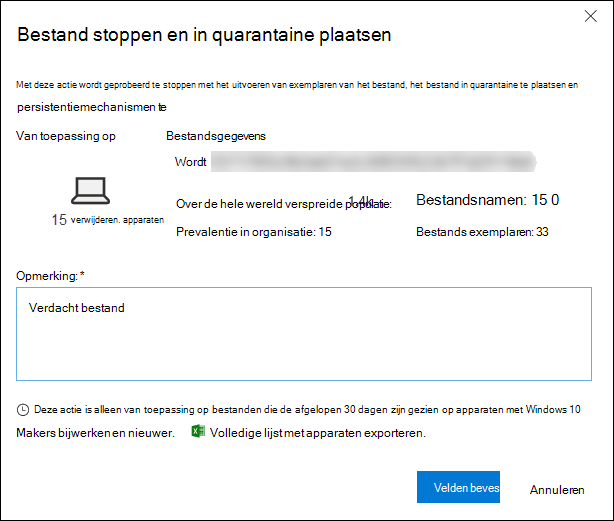 Bestand stoppen en in quarantaine plaatsen
Met deze actie wordt geprobeerd te stoppen met het uitvoeren van exemplaren van het bestand, het bestand in quarantaine te plaatsen en
persistentiemechanismen te
Van toepassing op
Bestandsgegevens
Wordt
15 verwijderen. apparaten
Over de hele wereld verspreide populatie: 1.4k
Bestandsnamen: 15 0
Prevalentie in organisatie: 15
Bestands exemplaren: 33
Opmerking: *
Verdacht bestand
Deze actie is alleen van toepassing op bestanden die de afgelopen 30 dagen zijn gezien op apparaten met Windows 10
Makers bijwerken en nieuwer. Volledige lijst met apparaten exporteren.
Velden beves
Annuleren